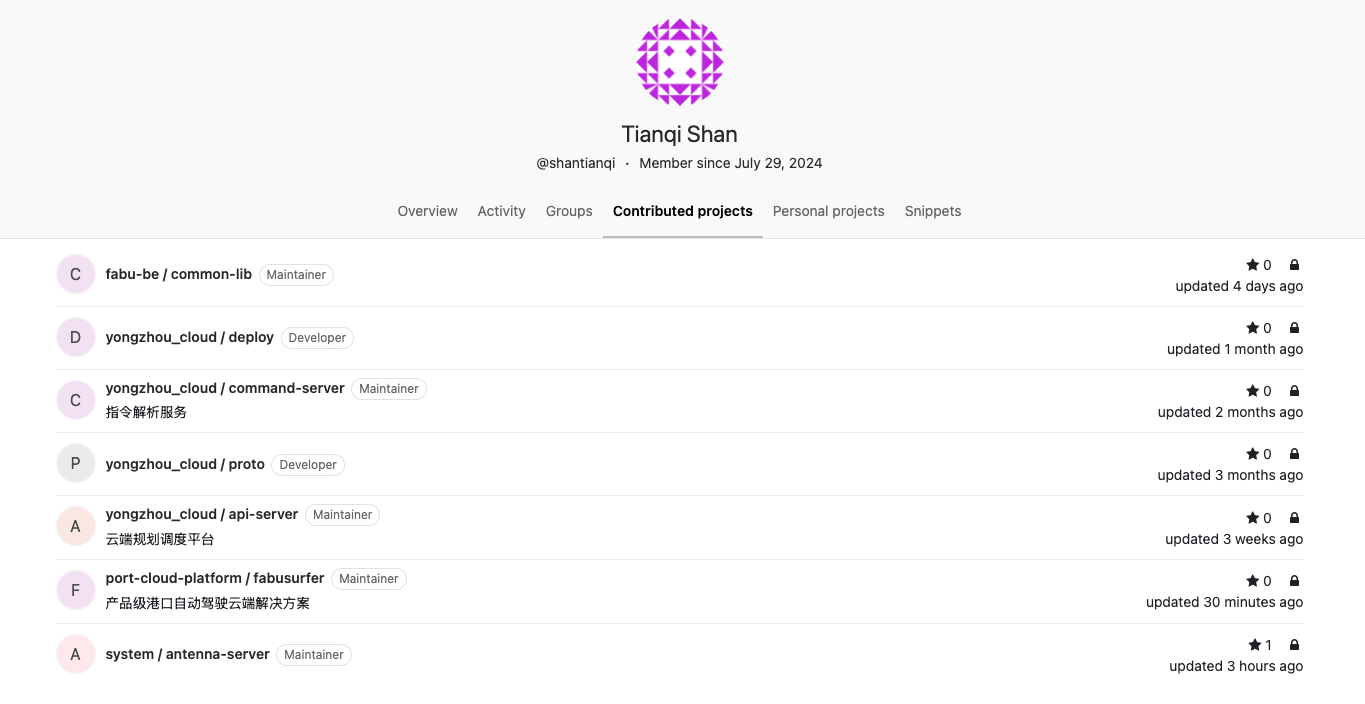 Tianqi Shan
@shantianqi · Member since July 29, 2024
Overview Activity Groups Contributed projects Personal projects Snippets
C fabu-be / common-lib Maintainer 0
updated 4 days ago
D yongzhou_cloud / deploy Developer 0
updated 1 month ago
C yongzhou_cloud / command-server Maintainer 0
指令解析服务 updated 2 months ago
P yongzhou_cloud / proto Developer 0
updated 3 months ago
A yongzhou_cloud / api-server Maintainer 0
云端规划调度平台 updated 3 weeks ago
F port-cloud-platform / fabusurfer Maintainer 0
产品级港口自动驾驶云端解决方案 updated 30 minutes ago
A system / antenna-server Maintainer 1
updated 3 hours ago